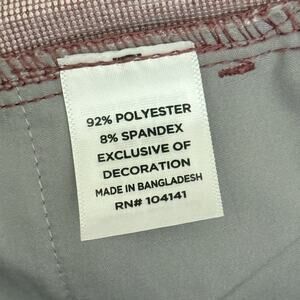 92% POLYESTER
8% SPANDEX
EXCLUSIVE OF
DECORATION
MADE IN BANGLADESH
RN# 104141